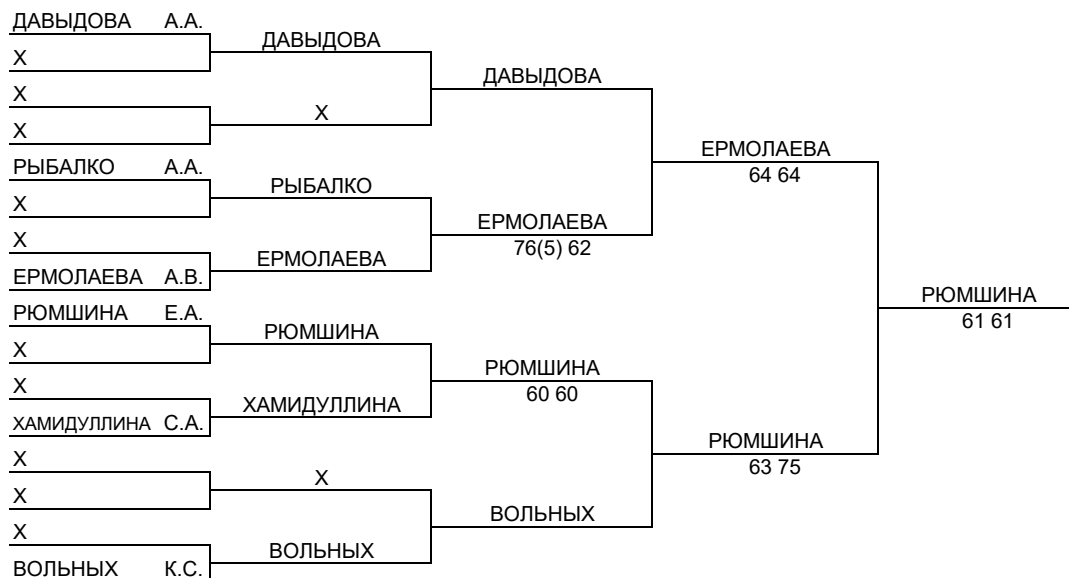 ДАВЫДОВА А.А.
X
X
X
РЫБАЛКО А.А.
X
X
ЕРМОЛАЕВА А.В.
РЮМШИНА Е.А.
X
X
ХАМИДУЛЛИНА С.А.
X
X
X
ВОЛЬНЫХ К.С.
ДАВЫДОВА
X
РЫБАЛКО
ЕРМОЛАЕВА
РЮМШИНА
ХАМИДУЛЛИНА
X
ВОЛЬНЫХ
ДАВЫДОВА
ЕРМОЛАЕВА
76(5) 62
РЮМШИНА
60 60
ВОЛЬНЫХ
ЕРМОЛАЕВА
64 64
РЮМШИНА
63 75
РЮМШИНА
61 61